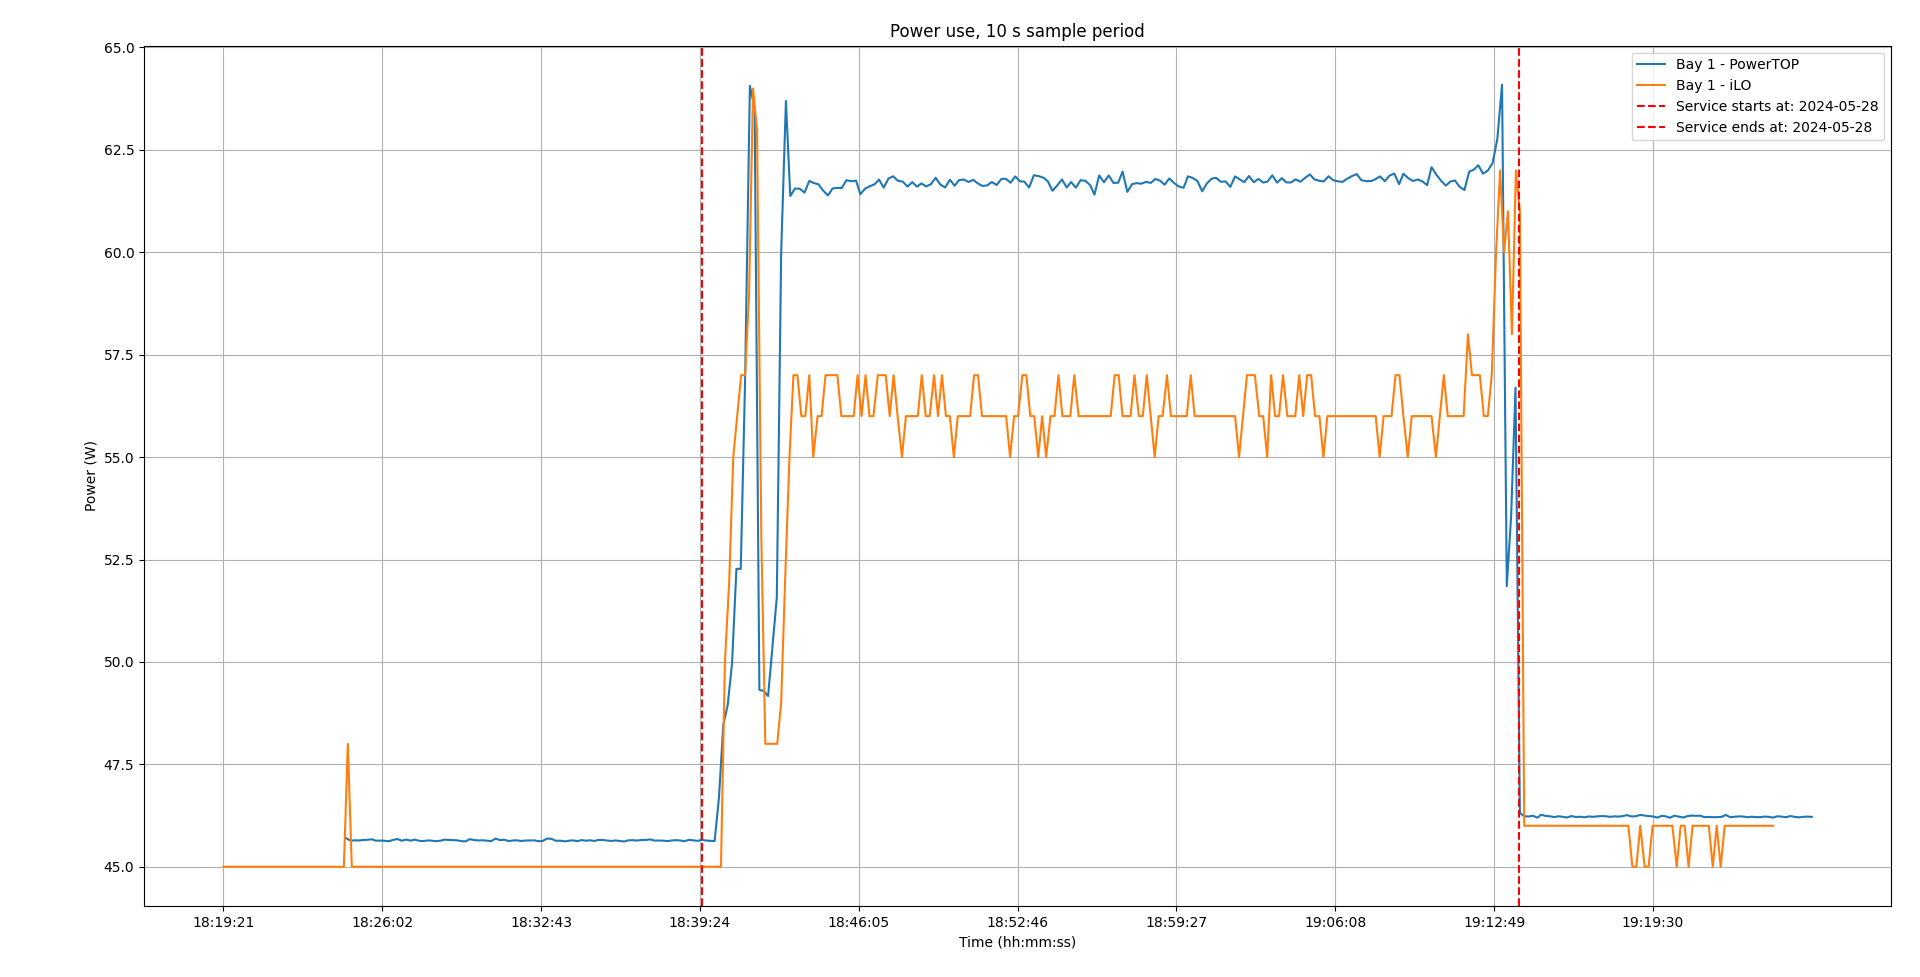 Power use, 10 s sample period
Bay 1 - PowerTOP
Bay 1 - iLO
Service starts at: 2024-05-28
Service ends at: 2024-05-28
Power (W)
65.0
62.5
60.0
57.5
55.0
52.5
50.0
47.5
45.0
18:19:21 18:26:02 18:32:43 18:39:24 18:46:05 18:52:46 18:59:27 19:06:08 19:12:49 19:19:30
Time (hh:mm:ss)